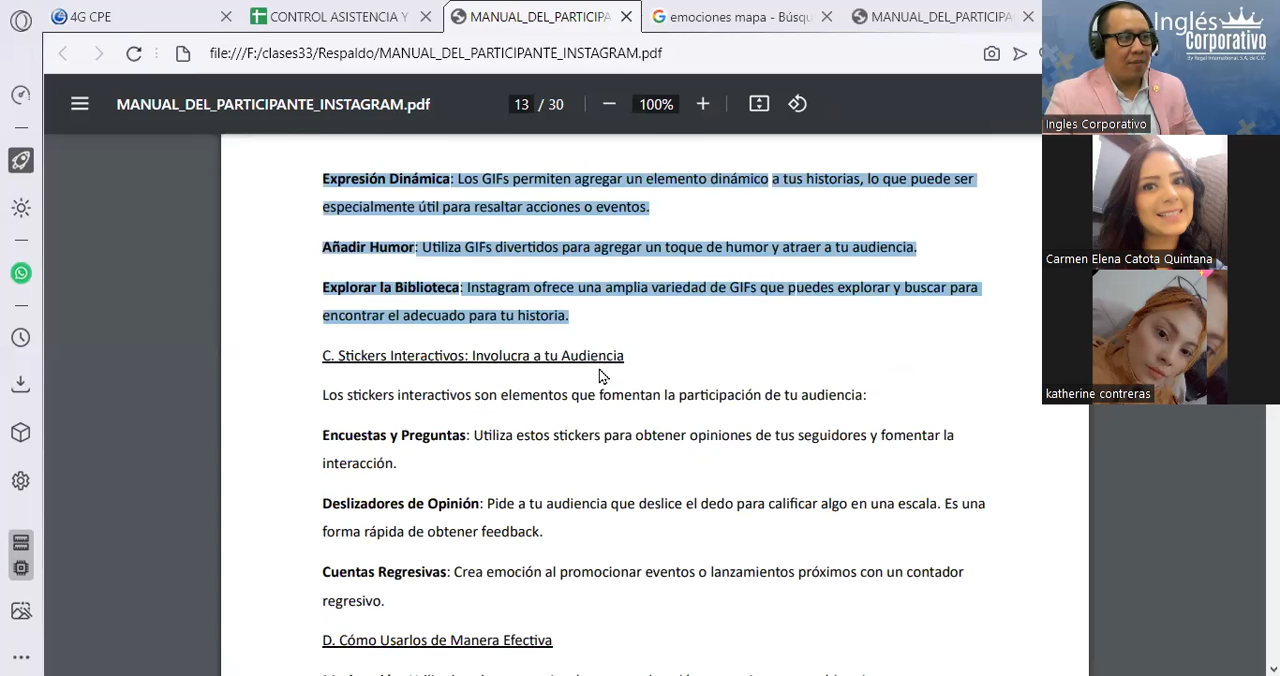 4G CPE
CONTROL ASISTENCIA Y
MANUAL_DEL_PARTICIPA
emociones mapa - Búsqu
MANUAL_DEL_PARTICIPA
file:///F:/clases33/Respaldo/MANUAL_DEL_PARTICIPANTE_INSTAGRAM.pdf
MANUAL_DEL_PARTICIPANTE_INSTAGRAM.pdf
13 / 30
100%
Expresión Dinámica: Los GIFs permiten agregar un elemento dinámico a tus historias, lo que puede ser
especialmente útil para resaltar acciones o eventos.
Añadir Humor: Utiliza GIFs divertidos para agregar un toque de humor y atraer a tu audiencia.
Explorar la Biblioteca: Instagram ofrece una amplia variedad de GIFs que puedes explorar y buscar para
encontrar el adecuado para tu historia.
C. Stickers Interactivos: Involucra a tu Audiencia
Los stickers interactivos son elementos que fomentan la participación de tu audiencia:
Encuestas y Preguntas: Utiliza estos stickers para obtener opiniones de tus seguidores y fomentar la
interacción.
Deslizadores de Opinión: Pide a tu audiencia que deslice el dedo para calificar algo en una escala. Es una
forma rápida de obtener feedback.
Cuentas Regresivas: Crea emoción al promocionar eventos o lanzamientos próximos con un contador
regresivo.
D. Cómo Usarlos de Manera Efectiva
Inglés
Corporativo
By Regal International, S.A. de C.V.
Ingles Corporativo
Carmen Elena Catota Quintana
katherine contreras